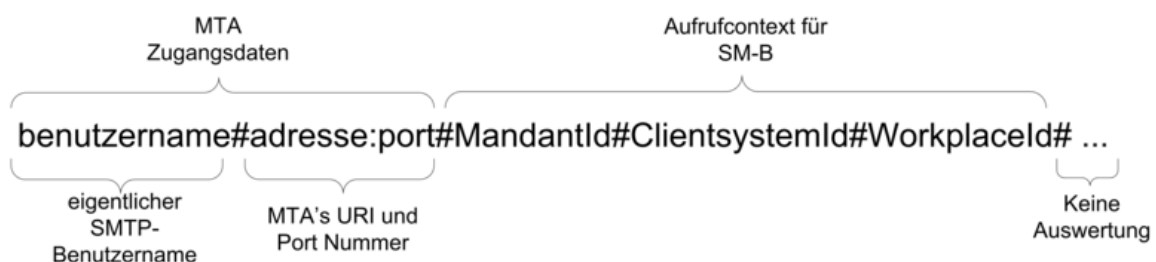 MTA
Zugangsdaten
Aufrufcontext für
SM-B
benutzername#adresse:port#MandantId#ClientsystemId#WorkplaceId# ...
eigentlicher
SMTP-
Benutzername
MTA's URI und
Port Nummer
Keine
Auswertung